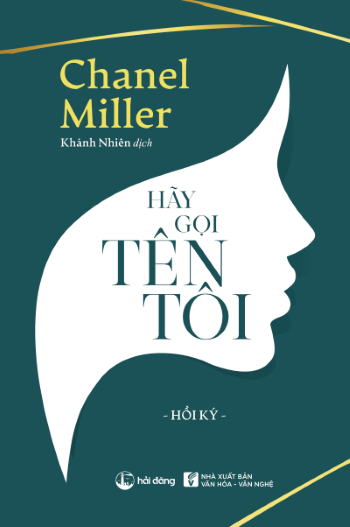 Chanel
Miller
Khánh Nhiên dịch
HÃY
GỌI
TÊN
TÔI
- HỒI KÝ -
hải đăng
NHÀ XUẤT BẢN
VĂN HÓA - VĂN NGHỆ